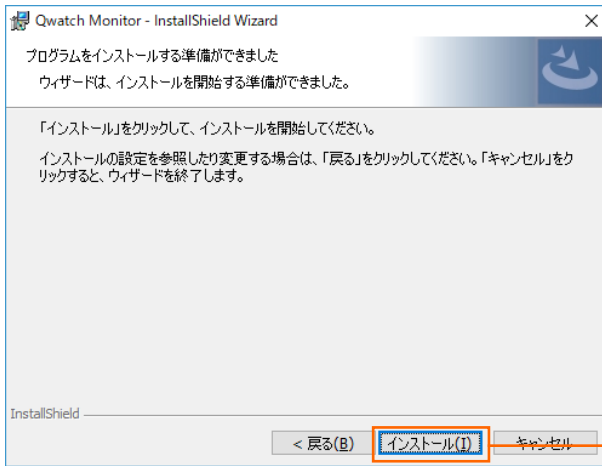 Qwatch Monitor - InstallShield Wizard
プログラムをインストールする準備ができました
ウィザードは、インストールを開始する準備ができました。
「インストール」をクリックして、インストールを開始してください。
インストールの設定を参照したり変更する場合は、「戻る」をクリックしてください。「キャンセル」をク
リックすると、ウィザードを終了します。
InstallShield
< 戻る(B) インストール(I) キャンセル